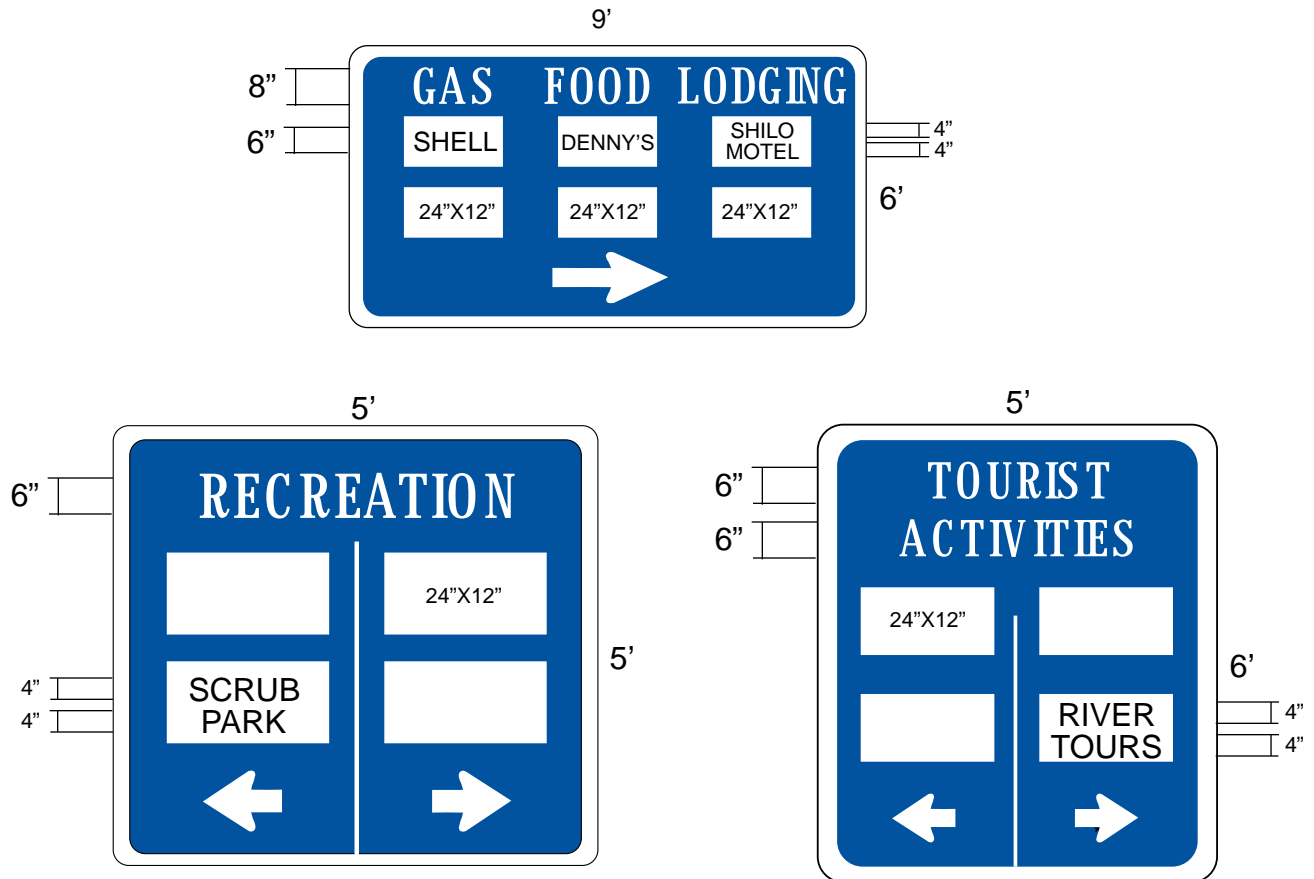 9’
8”
GAS FOOD LODGING
6”
SHELL
DENNY’S
SHILO
MOTEL
4”
4”
6’
24”X12”
24”X12”
24”X12”
5’
6”
RECREATION
24”X12”
5’
4”
4”
SCRUB
PARK
5’
6”
6”
TOURIST
ACTIVITIES
24”X12”
6’
RIVER
TOURS
4”
4”